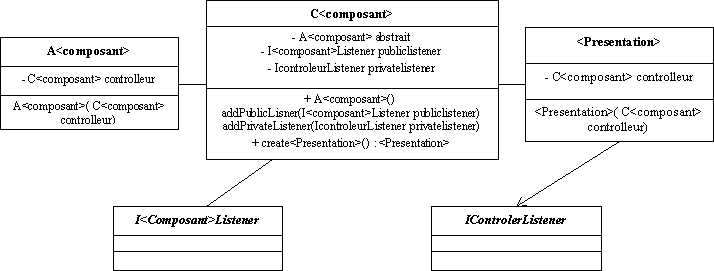 A<composant>
- C<composant> controlleur
A<composant>( C<composant>
controlleur)
C<composant>
- A<composant> abstrait
- I<composant>Listener publiclistener
- IcontroleurListener privatelistener
+ A<composant>()
addPublicLisner(I<composant>Listener publiclistener)
addPrivateListener(IcontroleurListener privatelistener)
+ create<Presentation>() : <Presentation>
<Presentation>
- C<composant> controlleur
<Presentation>( C<composant>
controlleur)
I<Composant>Listener
IControlerListener